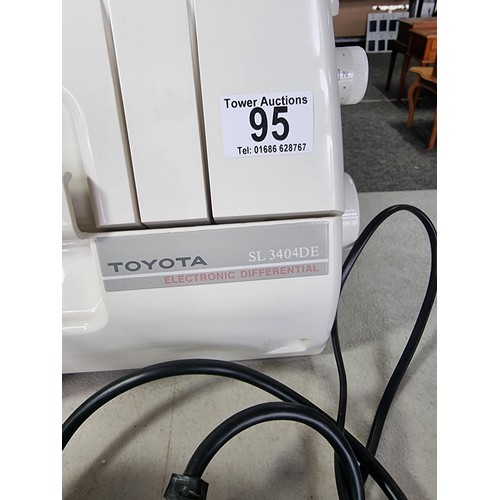 Tower Auctions
95
Tel: 01686 628767
TOYOTA SL 3404DE
ELECTRONIC DIFFERENTIAL
N